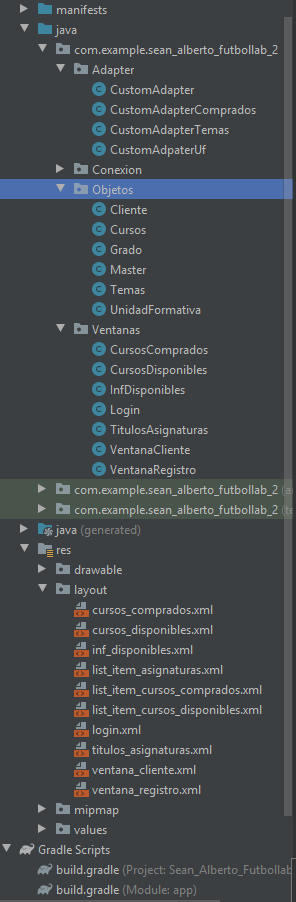 manifests
java
com.example.sean_alberto_futbollab_2
Adapter
CustomAdapter
CustomAdapterComprados
CustomAdapterTemas
CustomAdpaterUf
Conexion
Objetos
Cliente
Cursos
Grado
Master
Temas
UnidadFormativa
Ventanas
CursosComprados
CursosDisponibles
InfDisponibles
Login
TitulosAsignaturas
VentanaCliente
VentanaRegistro
com.example.sean_alberto_futbollab_2 (a
com.example.sean_alberto_futbollab_2 (te
java (generated)
res
drawable
layout
cursos_comprados.xml
cursos_disponibles.xml
inf_disponibles.xml
list_item_asignaturas.xml
list_item_cursos_comprados.xml
list_item_cursos_disponibles.xml
login.xml
titulos_asignaturas.xml
ventana_cliente.xml
ventana_registro.xml
mipmap
values
Gradle Scripts
build.gradle (Project: Sean_Alberto_Futbollab
build.gradle (Module: app)